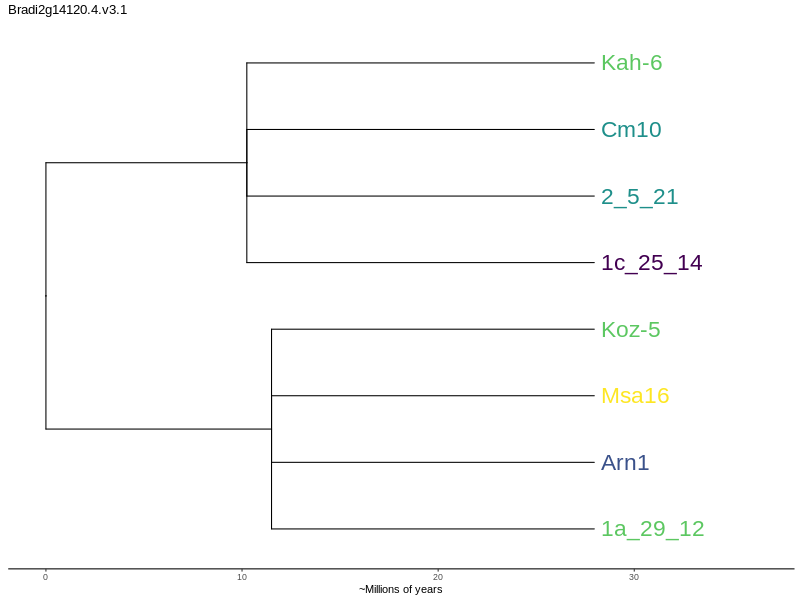 Bradi2g14120.4.v3.1
Kah-6
Cm10
2_5_21
1c_25_14
Koz-5
Msa16
Arn1
1a_29_12
0 10 20 30
~Millions of years